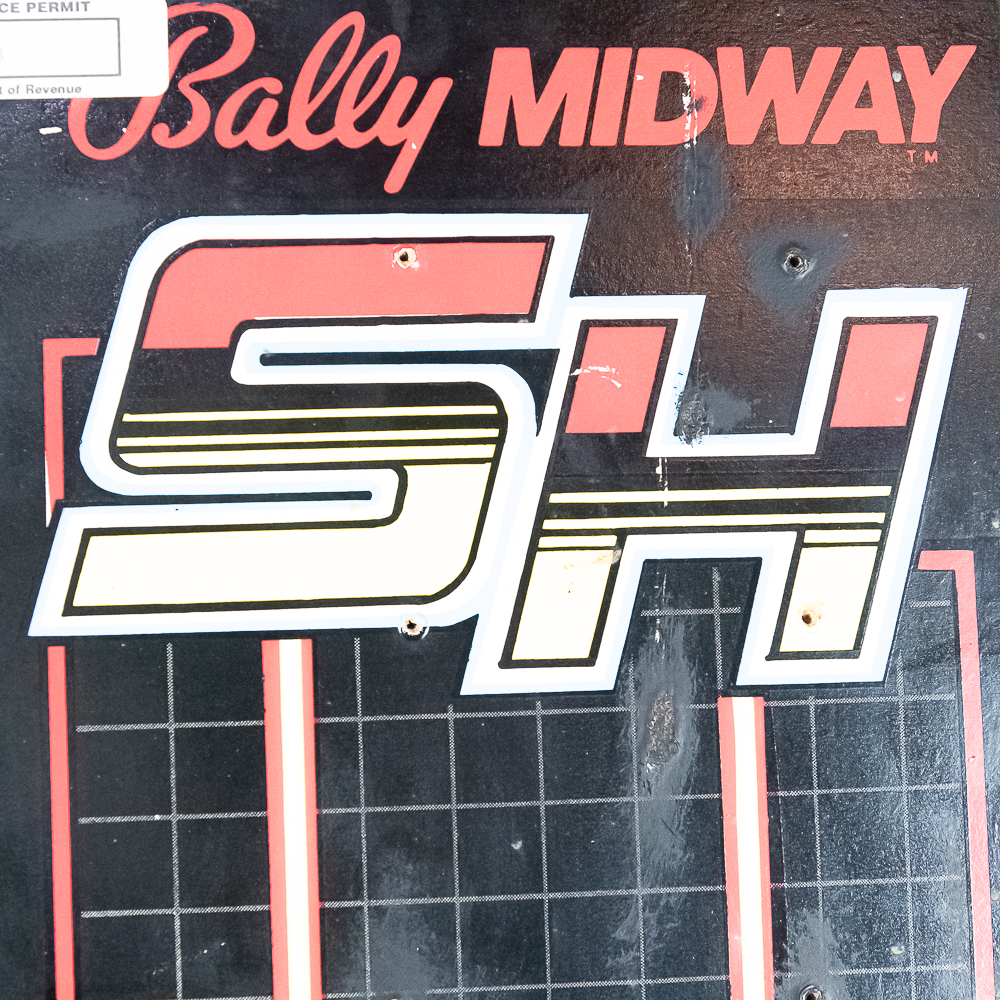 CE PERMIT
t of Revenue
Bally MIDWAY
TM
SH